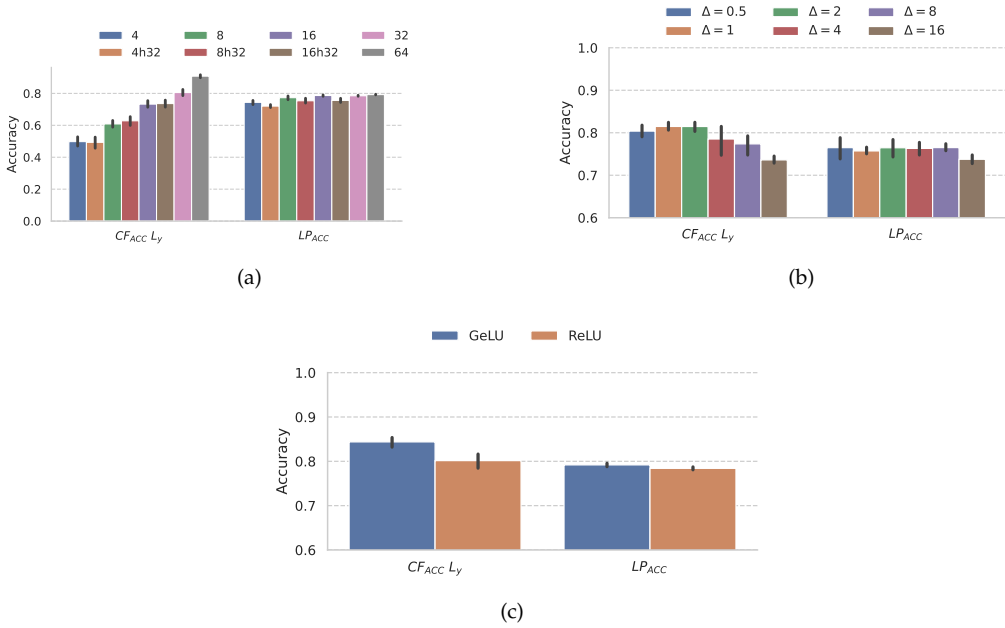 4 8 16 32
4h32 8h32 16h32 64
Accuracy
0.8
0.6
0.4
0.2
0.0
CF_ACC L_y LP_ACC
(a)
Δ = 0.5 Δ = 2 Δ = 8
Δ = 1 Δ = 4 Δ = 16
Accuracy
1.0
0.9
0.8
0.7
0.6
CF_ACC L_y LP_ACC
(b)
GeLU ReLU
Accuracy
1.0
0.9
0.8
0.7
0.6
CF_ACC L_y LP_ACC
(c)